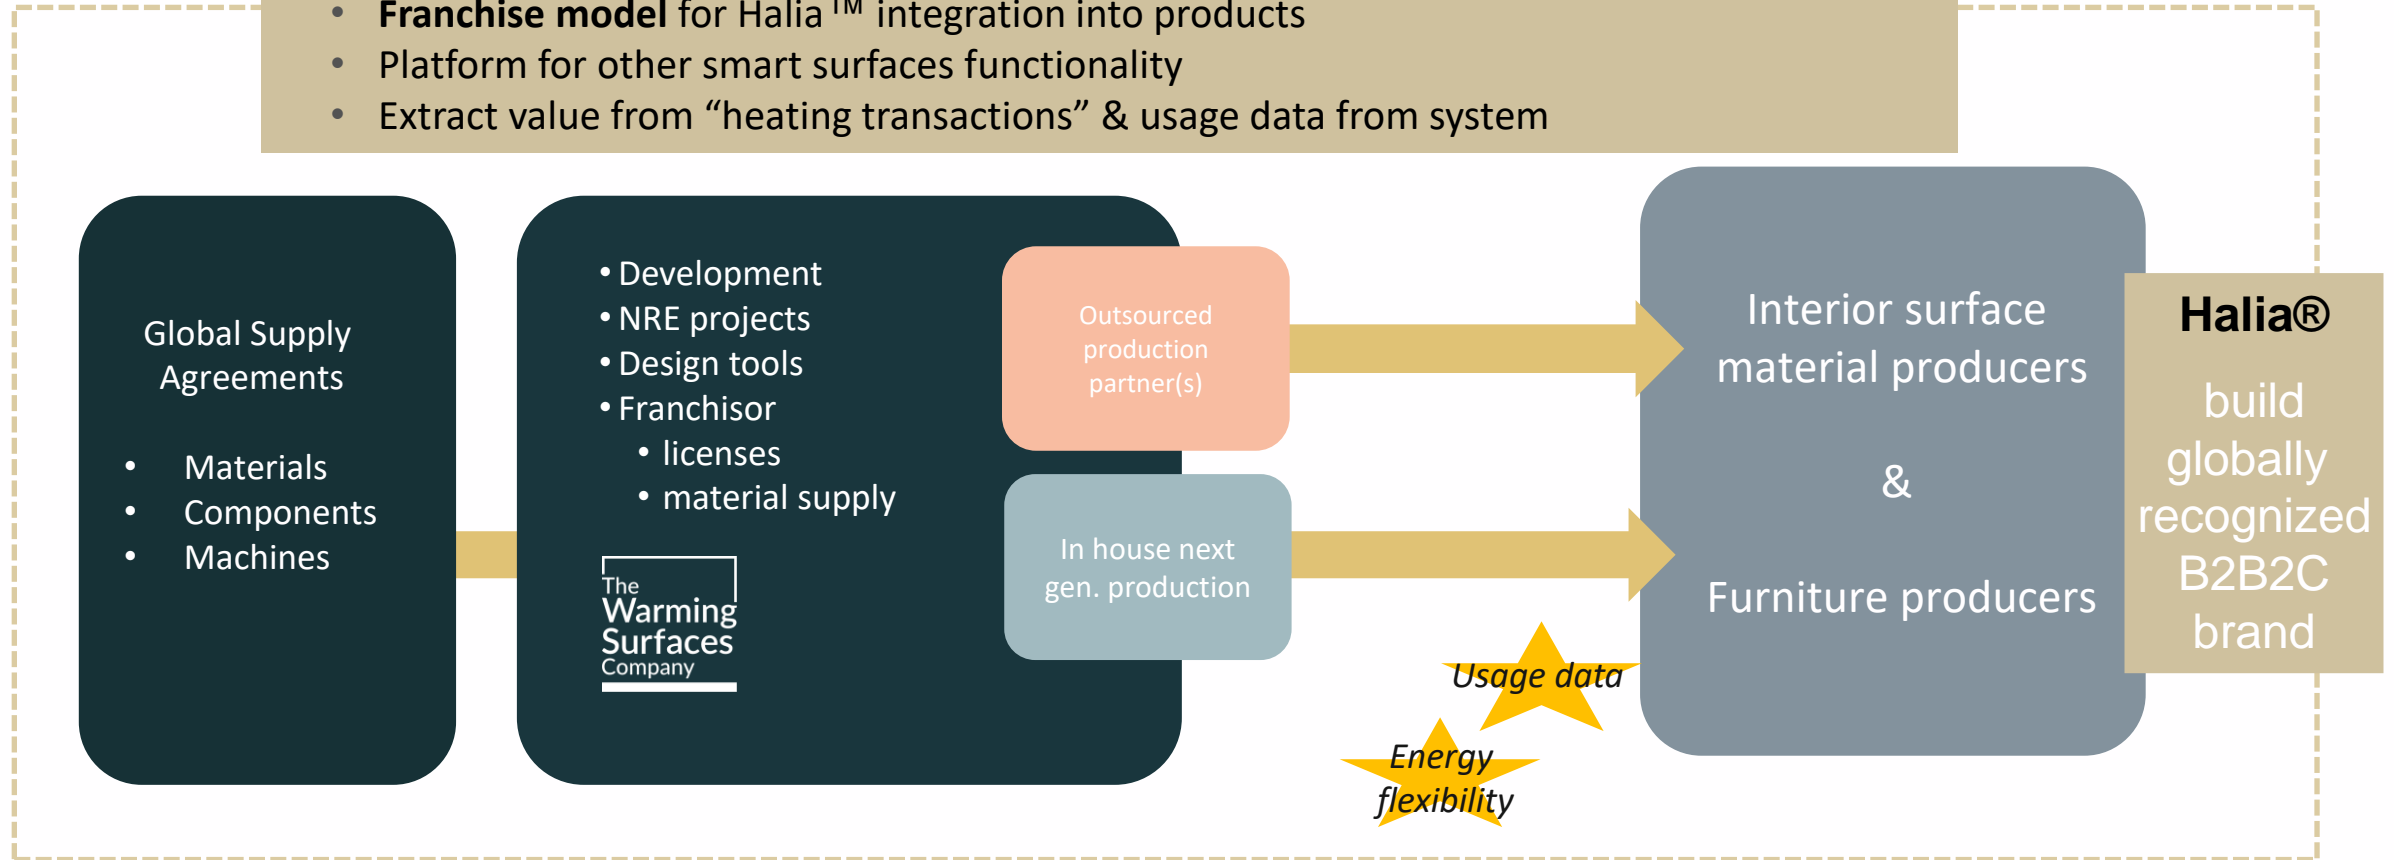 • Franchise model for Halia™ integration into products
• Platform for other smart surfaces functionality
• Extract value from “heating transactions” & usage data from system
Global Supply
Agreements
• Materials
• Components
• Machines
• Development
• NRE projects
• Design tools
• Franchisor
• licenses
• material supply
The
Warming
Surfaces
Company
Outsourced
production
partner(s)
In house next
gen. production
Usage data
Energy
flexibility
Interior surface
material producers
&
Furniture producers
Halia®
build
globally
recognized
B2B2C
brand